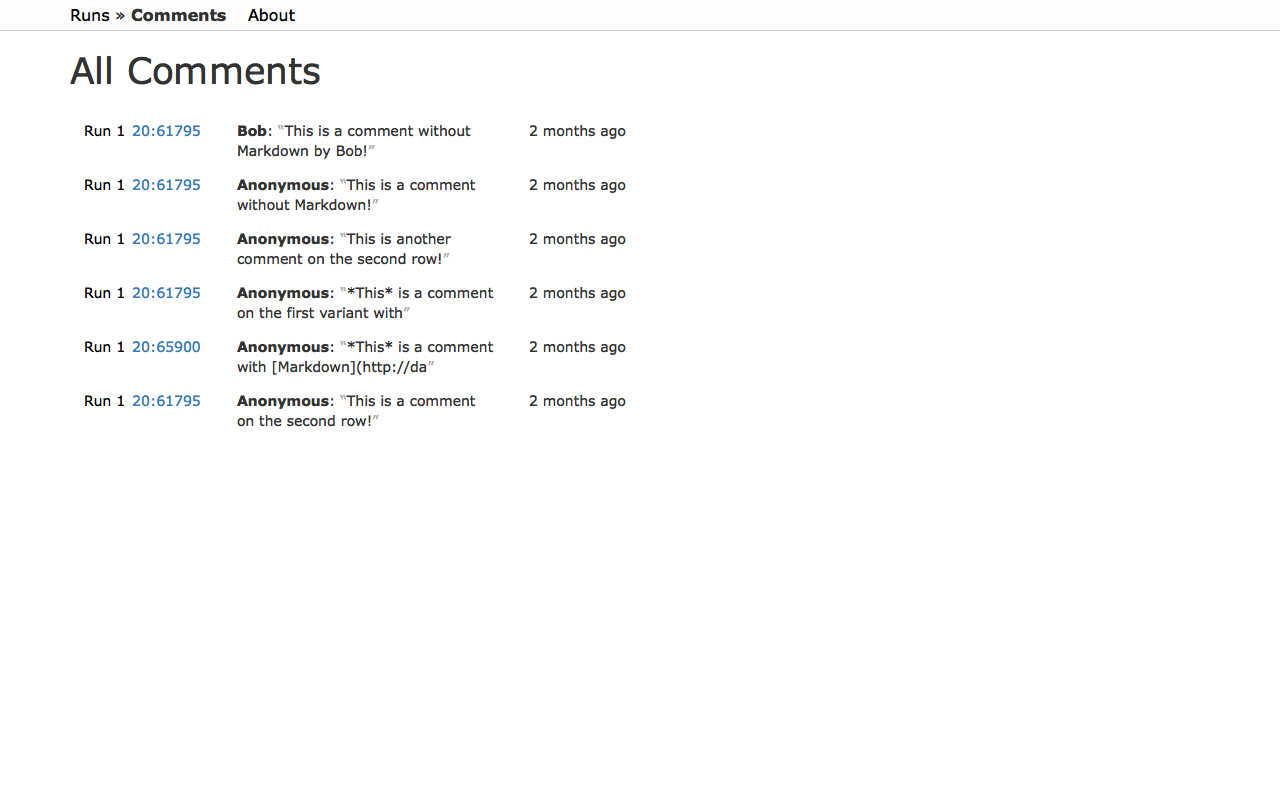 Runs » Comments About
All Comments
Run 1 20:61795 Bob: “This is a comment without 2 months ago
Markdown by Bob!”
Run 1 20:61795 Anonymous: “This is a comment 2 months ago
without Markdown!”
Run 1 20:61795 Anonymous: “This is another 2 months ago
comment on the second row!”
Run 1 20:61795 Anonymous: “*This* is a comment 2 months ago
on the first variant with”
Run 1 20:65900 Anonymous: “*This* is a comment 2 months ago
with [Markdown](http://da”
Run 1 20:61795 Anonymous: “This is a comment 2 months ago
on the second row!”